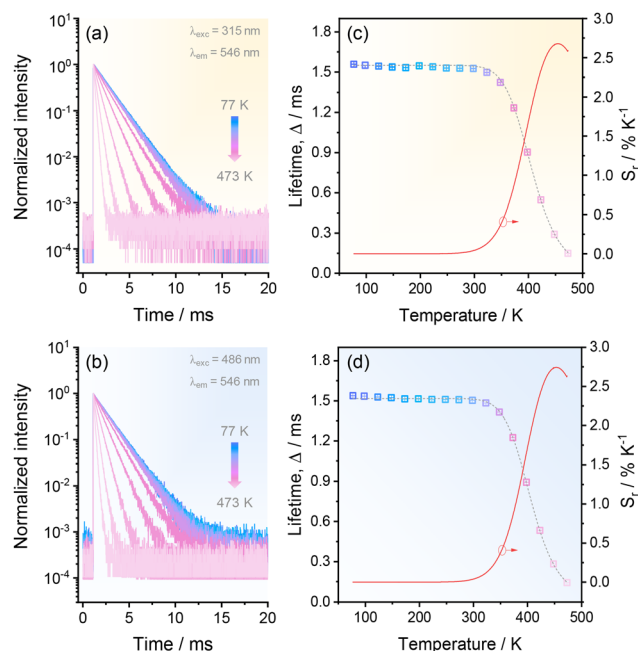 (a)
λexc = 315 nm
λem = 546 nm
77 K
473 K
Normalized intensity
10¹
10⁰
10⁻¹
10⁻²
10⁻³
10⁻⁴
0 5 10 15 20
Time / ms
(c)
Lifetime, Δ / ms
1.8
1.5
1.2
0.9
0.6
0.3
0.0
3.0
2.5
2.0
1.5
1.0
0.5
0.0
Sr / % K⁻¹
100 200 300 400 500
Temperature / K
(b)
λexc = 486 nm
λem = 546 nm
77 K
473 K
Normalized intensity
10¹
10⁰
10⁻¹
10⁻²
10⁻³
10⁻⁴
0 5 10 15 20
Time / ms
(d)
Lifetime, Δ / ms
1.8
1.5
1.2
0.9
0.6
0.3
0.0
3.0
2.5
2.0
1.5
1.0
0.5
0.0
Sr / % K⁻¹
100 200 300 400 500
Temperature / K